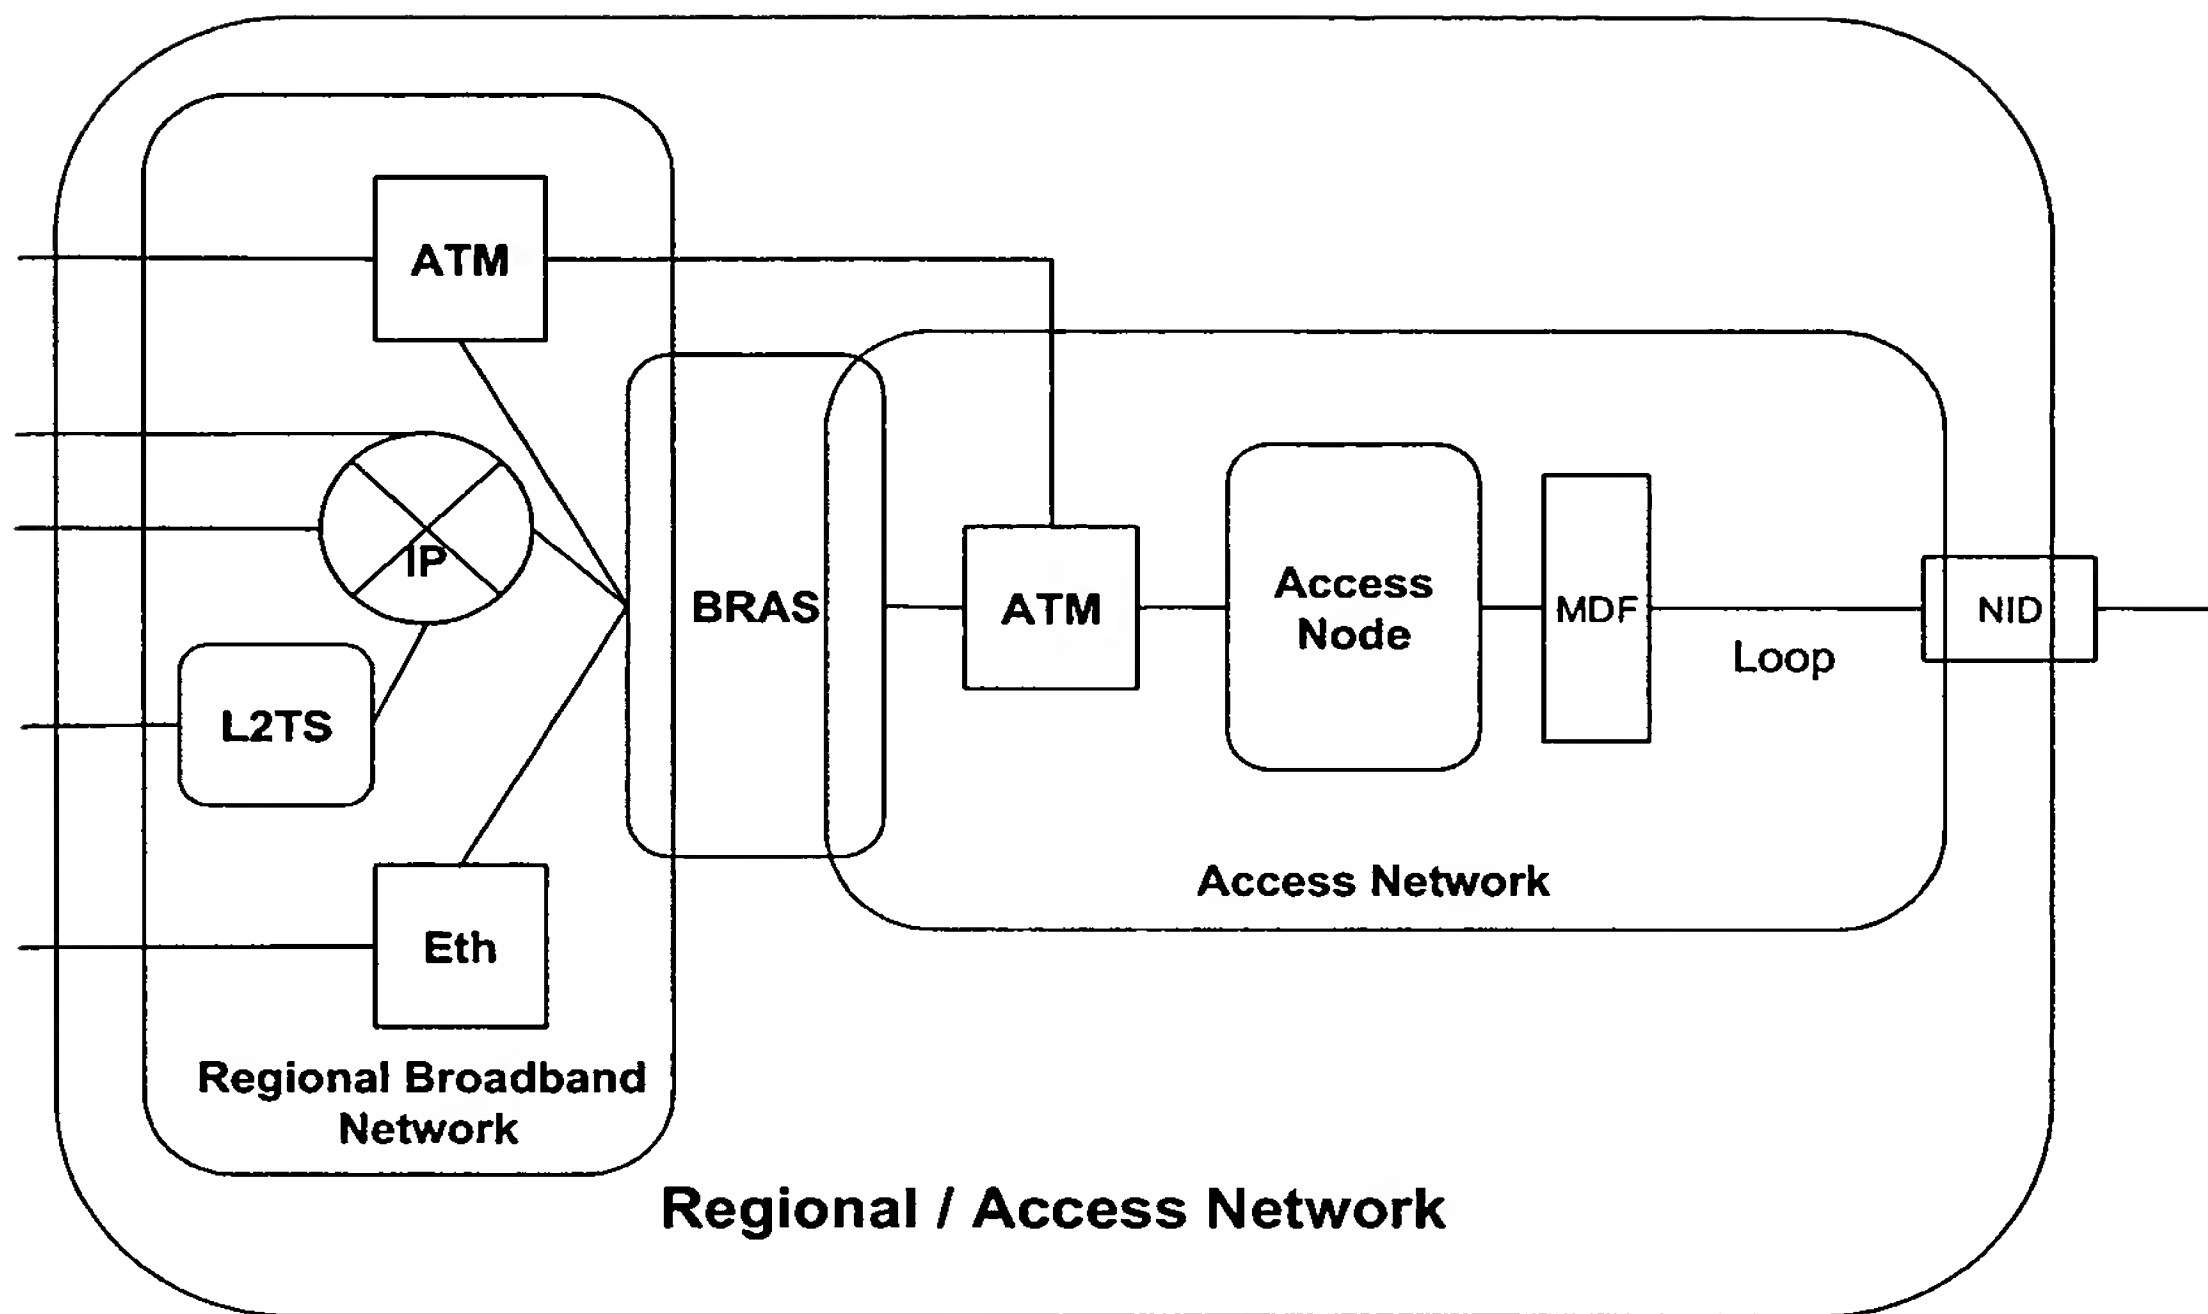 ATM
IP
BRAS
ATM
Access
Node
MDF
NID
Loop
L2TS
Access Network
Eth
Regional Broadband
Network
Regional / Access Network